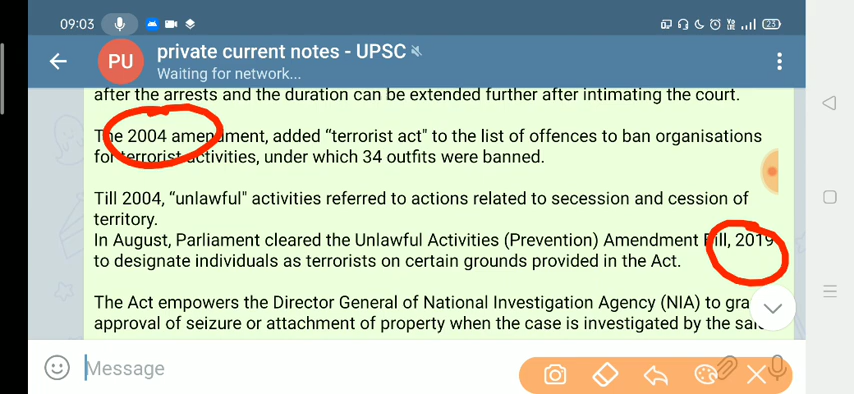 09:03
23
PU
private current notes - UPSC
Waiting for network...
after the arrests and the duration can be extended further after intimating the court.
The 2004 amendment, added “terrorist act" to the list of offences to ban organisations
for terrorist activities, under which 34 outfits were banned.
Till 2004, “unlawful" activities referred to actions related to secession and cession of
territory.
In August, Parliament cleared the Unlawful Activities (Prevention) Amendment Bill, 2019
to designate individuals as terrorists on certain grounds provided in the Act.
The Act empowers the Director General of National Investigation Agency (NIA) to gra
approval of seizure or attachment of property when the case is investigated by the said
Message